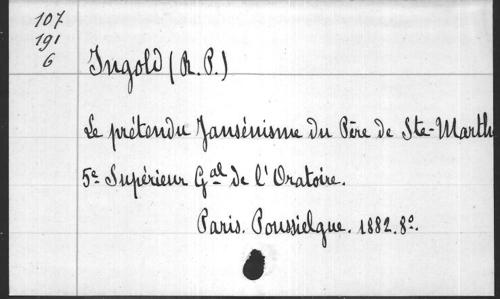 107
191
6
Ingold (R. P.)
Le prétendu Jansénisme du Père de Ste-Marth
5e Supérieur Gal de l'Oratoire.
Paris. Poussielgue. 1882. 8o.